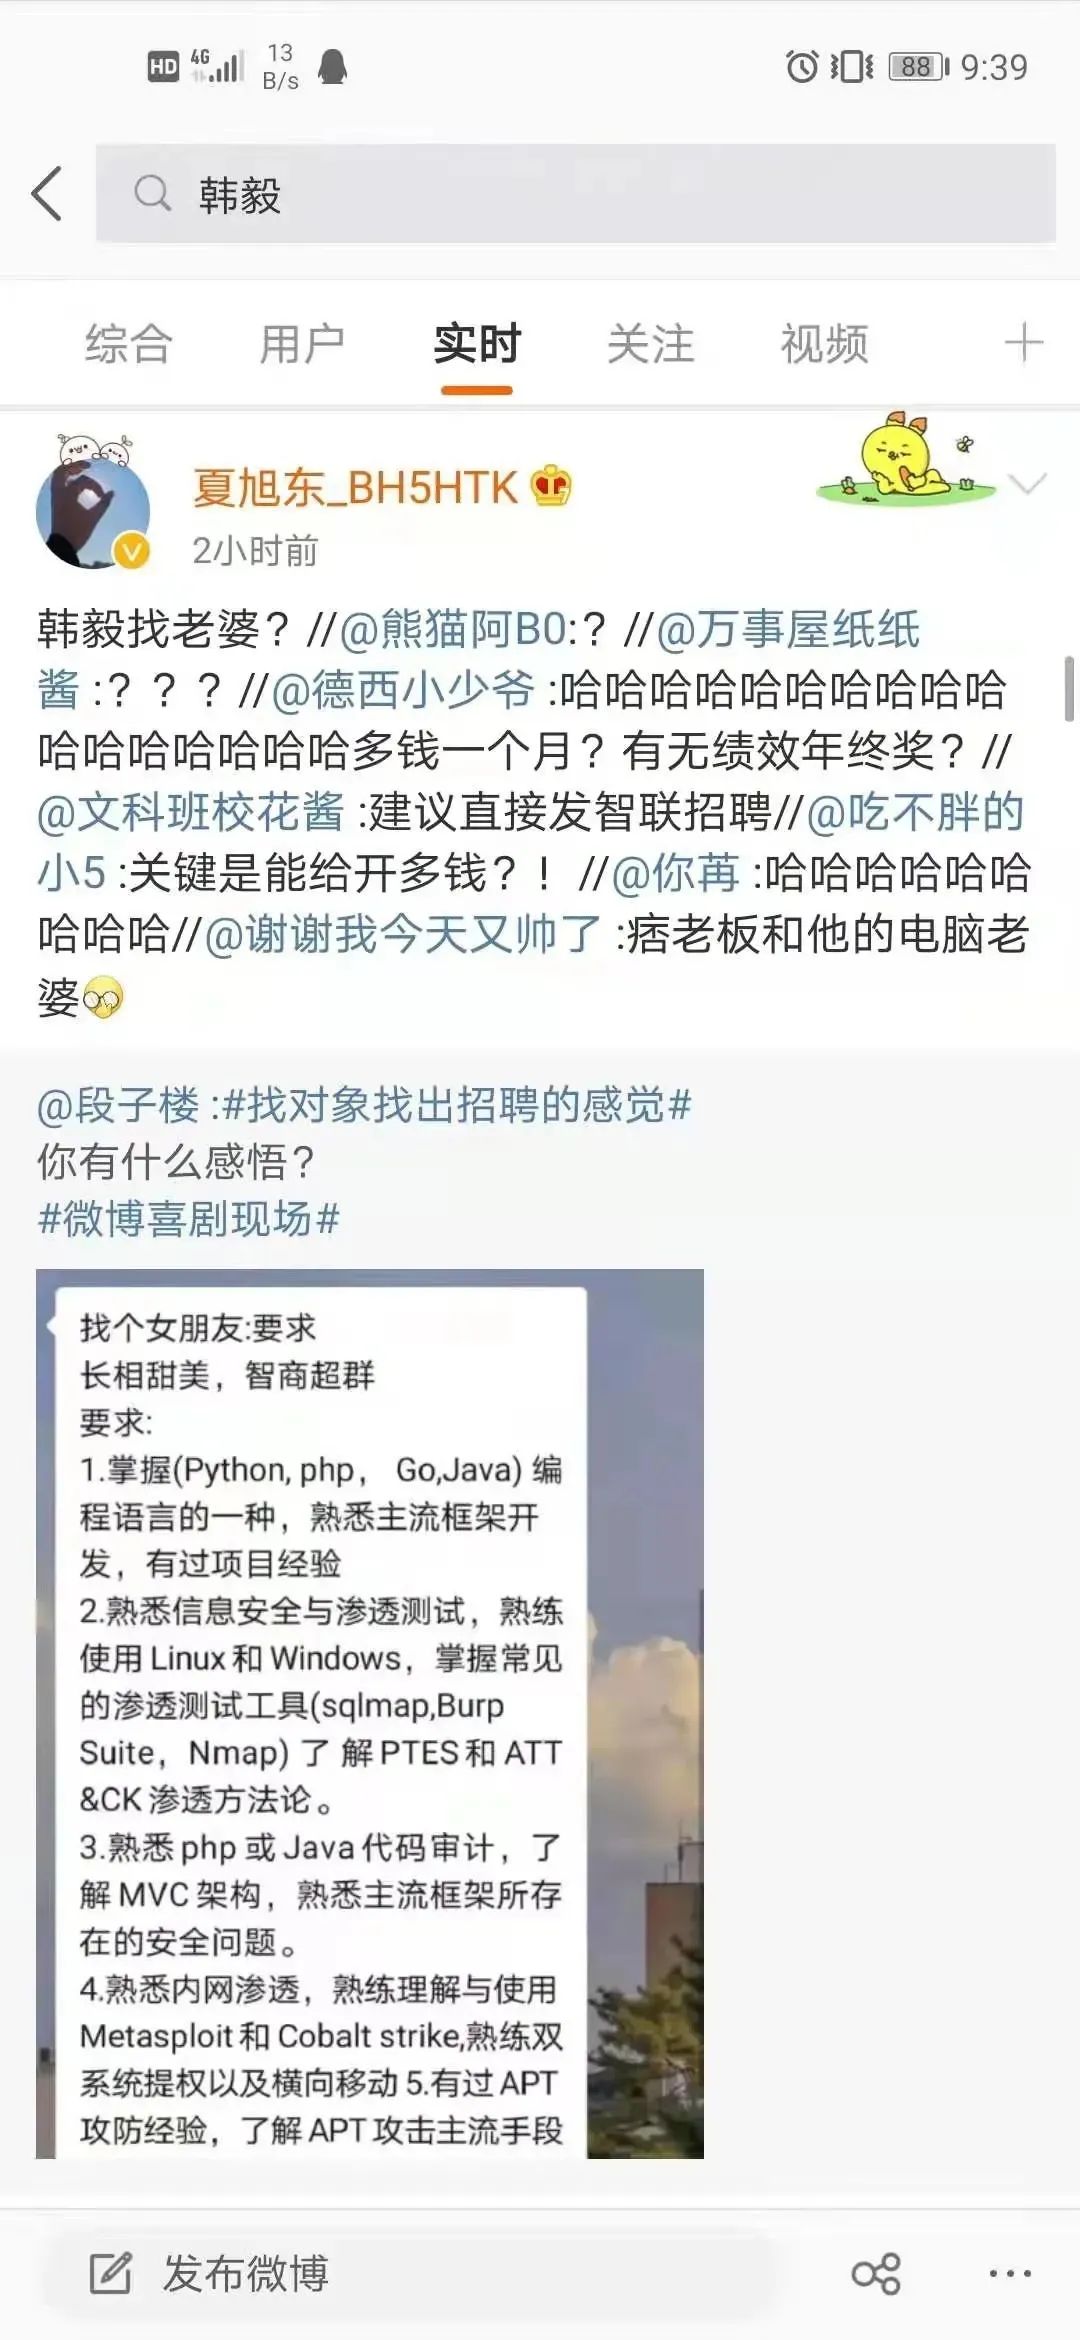 HD 4G 13 B/s 88 9:39
韩毅
综合 用户 实时 关注 视频 +
夏旭东_BH5HTK
2小时前
韩毅找老婆？//@熊猫阿B0:？//@万事屋纸纸
酱 :？？？//@德西小少爷 :哈哈哈哈哈哈哈哈哈哈
哈哈哈哈哈哈哈多钱一个月？有无绩效年终奖？//
@文科班校花酱 :建议直接发智联招聘//@吃不胖的
小5 :关键是能给开多钱？！//@你苒 :哈哈哈哈哈哈
哈哈哈//@谢谢我今天又帅了 :痞老板和他的电脑老
婆
@段子楼 :#找对象找出招聘的感觉#
你有什么感悟？
#微博喜剧现场#
找个女朋友:要求
长相甜美，智商超群
要求:
1.掌握(Python, php， Go,Java) 编
程语言的一种，熟悉主流框架开
发，有过项目经验
2.熟悉信息安全与渗透测试，熟练
使用 Linux 和 Windows，掌握常见
的渗透测试工具(sqlmap,Burp
Suite，Nmap) 了 解 PTES 和 ATT
&CK 渗透方法论。
3.熟悉 php 或 Java 代码审计，了
解 MVC 架构，熟悉主流框架所存
在的安全问题。
4.熟悉内网渗透，熟练理解与使用
Metasploit 和 Cobalt strike,熟练双
系统提权以及横向移动 5.有过 APT
攻防经验，了解 APT 攻击主流手段
发布微博